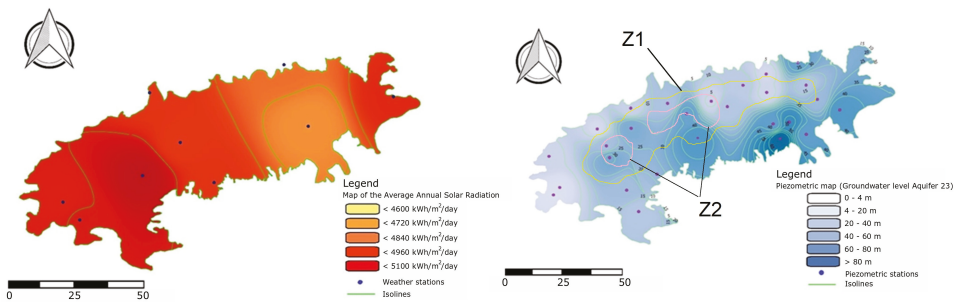 Legend
Map of the Average Annual Solar Radiation
< 4600 kWh/m²/day
< 4720 kWh/m²/day
< 4840 kWh/m²/day
< 4960 kWh/m²/day
< 5100 kWh/m²/day
Weather stations
Isolines
0 25 50
Z1
Z2
Legend
Piezometric map (Groundwater level Aquifer 23)
0 - 4 m
4 - 20 m
20 - 40 m
40 - 60 m
60 - 80 m
> 80 m
Piezometric stations
Isolines
0 25 50